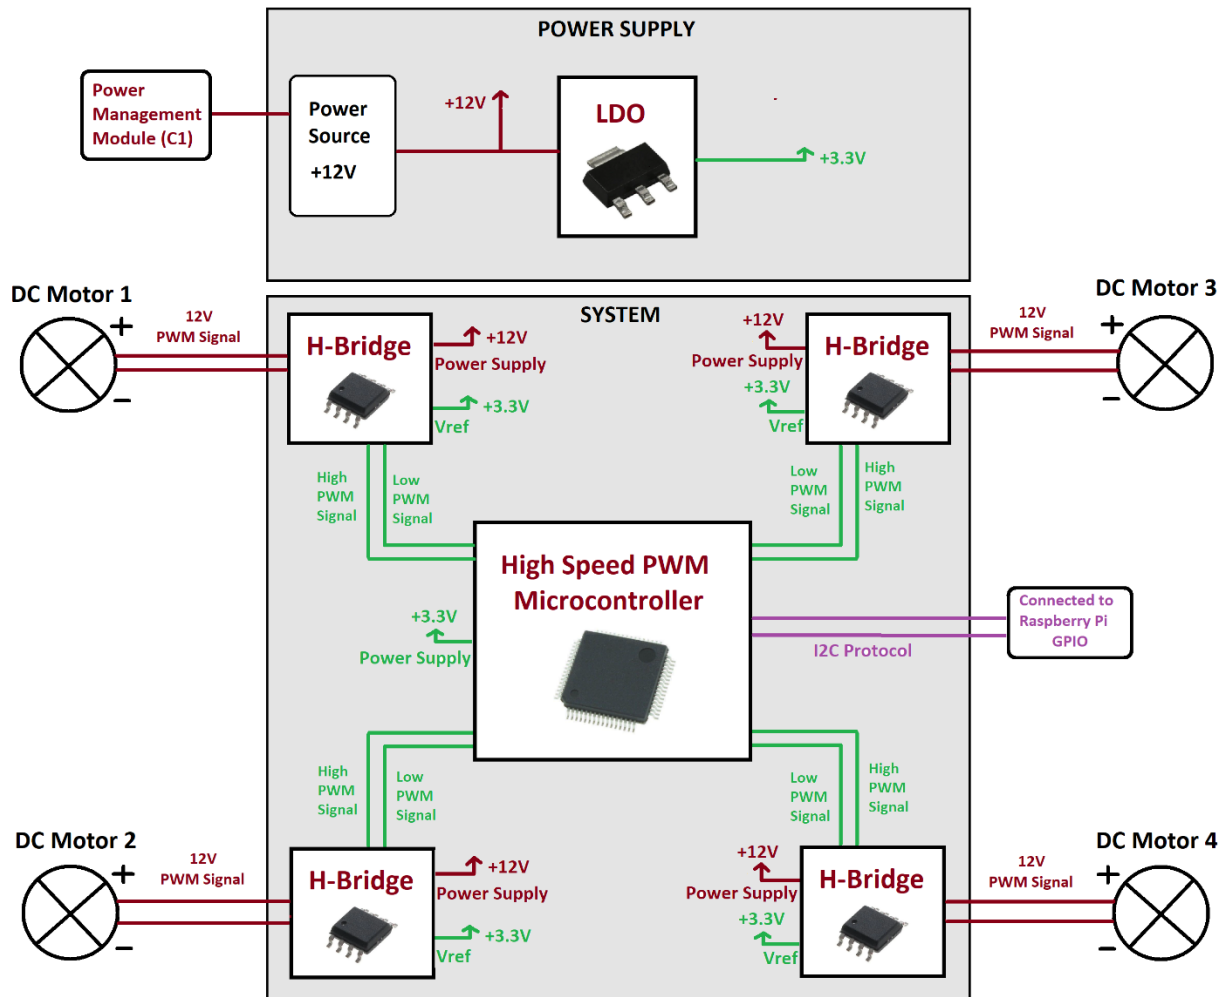 POWER SUPPLY
Power
Management
Module (C1)
Power
Source
+12V
+12V
LDO
+3.3V
SYSTEM
DC Motor 1
+
−
12V
PWM Signal
H-Bridge
+12V
Power Supply
+3.3V
Vref
+12V
Power Supply
+3.3V
Vref
H-Bridge
12V
PWM Signal
DC Motor 3
+
−
High
PWM
Signal
Low
PWM
Signal
Low
PWM
Signal
High
PWM
Signal
High Speed PWM
Microcontroller
+3.3V
Power Supply
I2C Protocol
Connected to
Raspberry Pi
GPIO
High
PWM
Signal
Low
PWM
Signal
Low
PWM
Signal
High
PWM
Signal
DC Motor 2
+
−
12V
PWM Signal
H-Bridge
+12V
Power Supply
+3.3V
Vref
+12V
Power Supply
+3.3V
Vref
H-Bridge
12V
PWM Signal
DC Motor 4
+
−